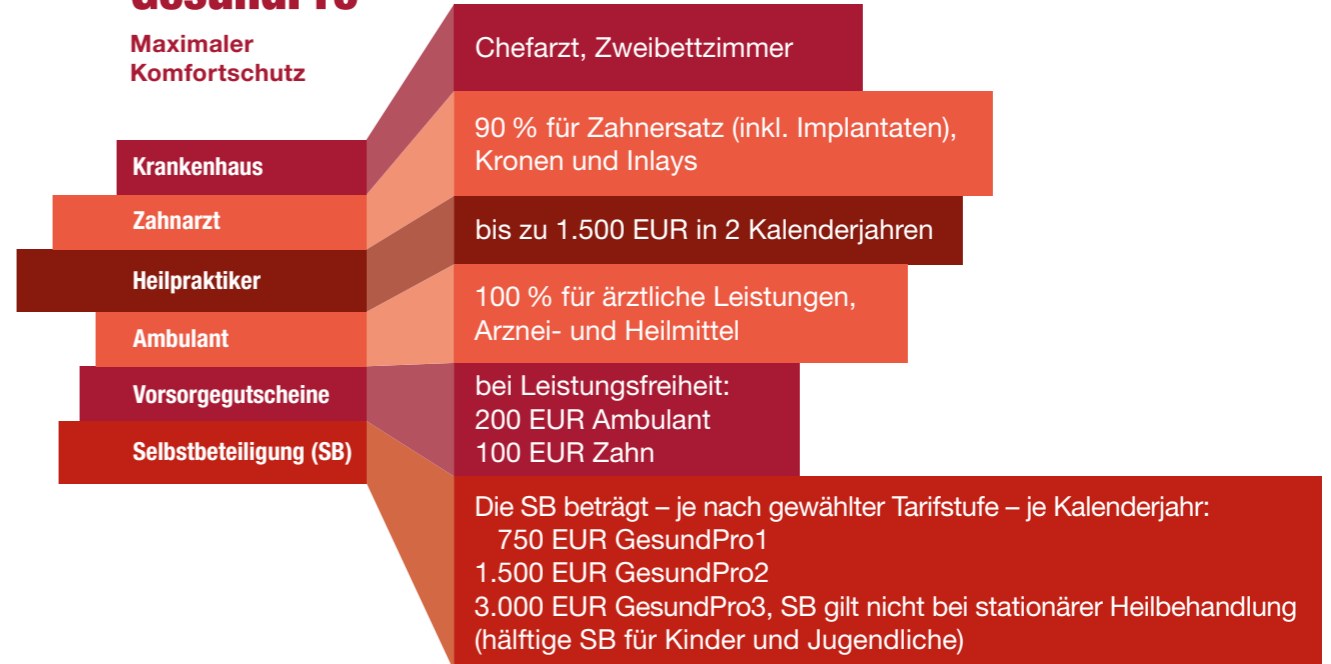 GesundPro
Maximaler
Komfortschutz
Krankenhaus
Chefarzt, Zweibettzimmer
Zahnarzt
90 % für Zahnersatz (inkl. Implantaten),
Kronen und Inlays
Heilpraktiker
bis zu 1.500 EUR in 2 Kalenderjahren
Ambulant
100 % für ärztliche Leistungen,
Arznei- und Heilmittel
Vorsorgegutscheine
bei Leistungsfreiheit:
200 EUR Ambulant
100 EUR Zahn
Selbstbeteiligung (SB)
Die SB beträgt – je nach gewählter Tarifstufe – je Kalenderjahr:
750 EUR GesundPro1
1.500 EUR GesundPro2
3.000 EUR GesundPro3, SB gilt nicht bei stationärer Heilbehandlung
(hälftige SB für Kinder und Jugendliche)